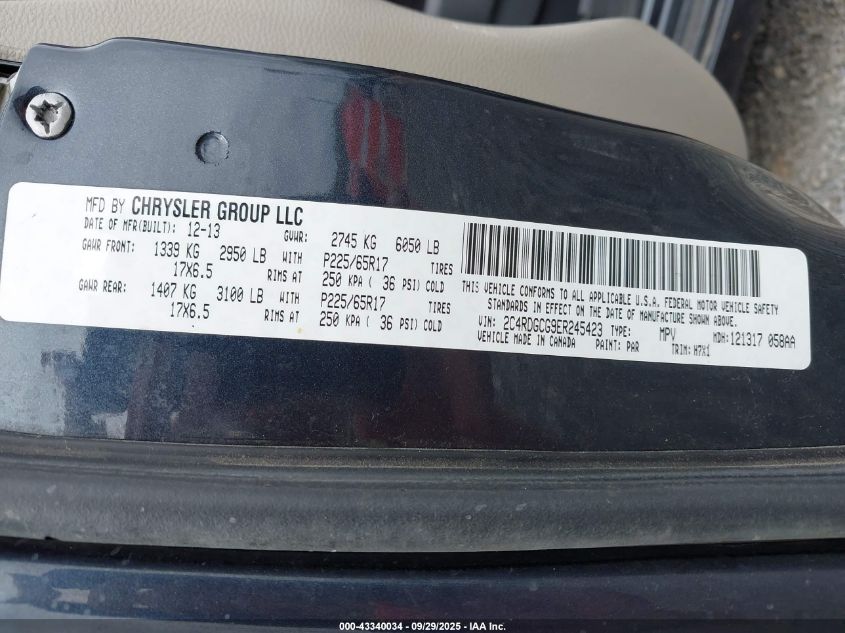 MFD BY CHRYSLER GROUP LLC
DATE OF MFR(BUILT): 12-13 GVWR: 2745 KG 6050 LB
GAWR FRONT: 1339 KG 2950 LB WITH P225/65R17 TIRES
17X6.5 RIMS AT 250 KPA ( 36 PSI) COLD
GAWR REAR: 1407 KG 3100 LB WITH P225/65R17 TIRES
17X6.5 RIMS AT 250 KPA ( 36 PSI) COLD
THIS VEHICLE CONFORMS TO ALL APPLICABLE U.S.A. FEDERAL MOTOR VEHICLE SAFETY
STANDARDS IN EFFECT ON THE DATE OF MANUFACTURE SHOWN ABOVE.
VIN: 2C4RDGCG9ER245423 TYPE: MPV MDH:121317 058AA
VEHICLE MADE IN CANADA PAINT: PAR TRIM: H7X1
000-43340034 - 09/29/2025 - IAA Inc.